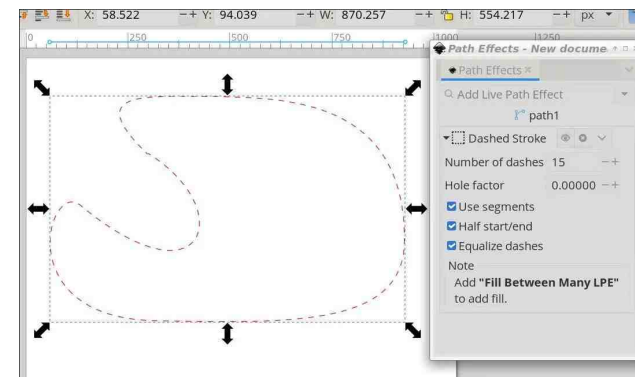 X: 58.522 −+ Y: 94.039 −+ W: 870.257 −+ H: 554.217 −+ px
0 250 500 750 1000 1250
Path Effects - New docume
Path Effects ×
Add Live Path Effect
path1
Dashed Stroke
Number of dashes 15 −+
Hole factor 0.00000 −+
Use segments
Half start/end
Equalize dashes
Note
Add "Fill Between Many LPE"
to add fill.